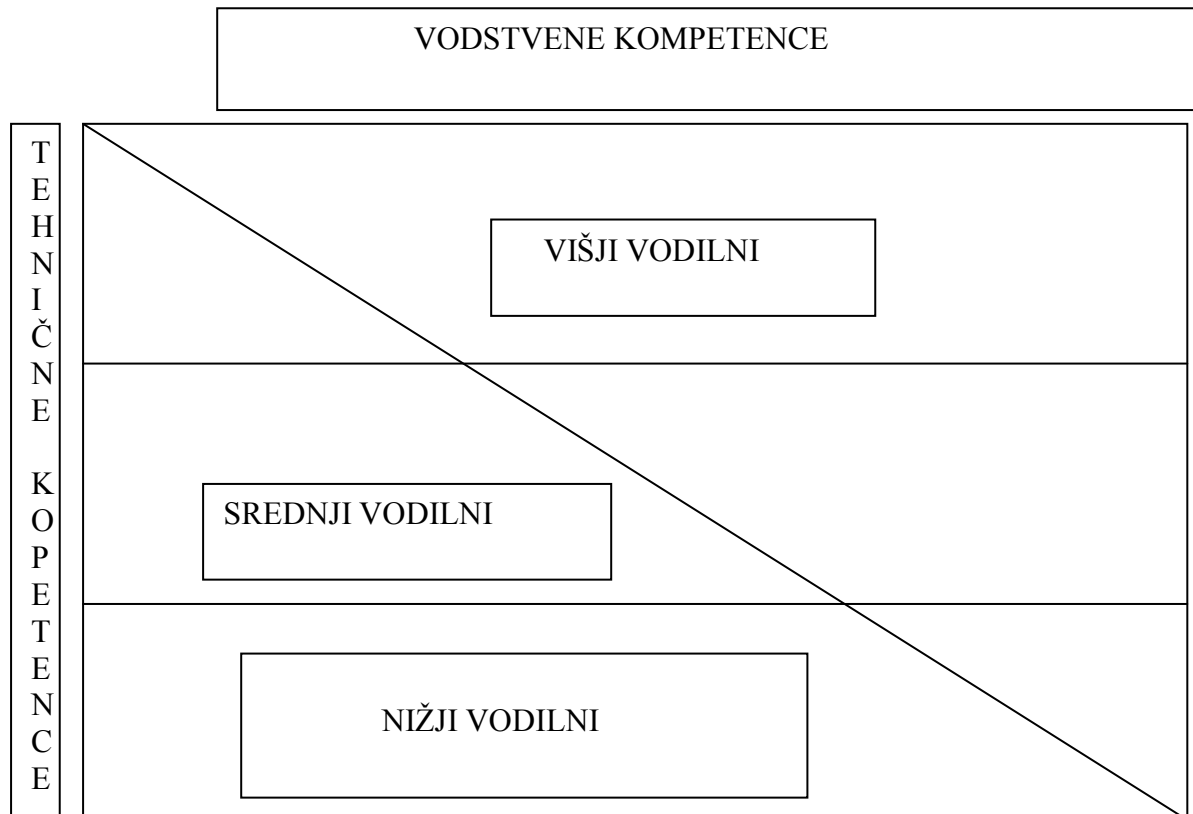 VODSTVENE KOMPETENCE
TEHNIČNE KOPETENCE
VIŠJI VODILNI
SREDNJI VODILNI
NIŽJI VODILNI